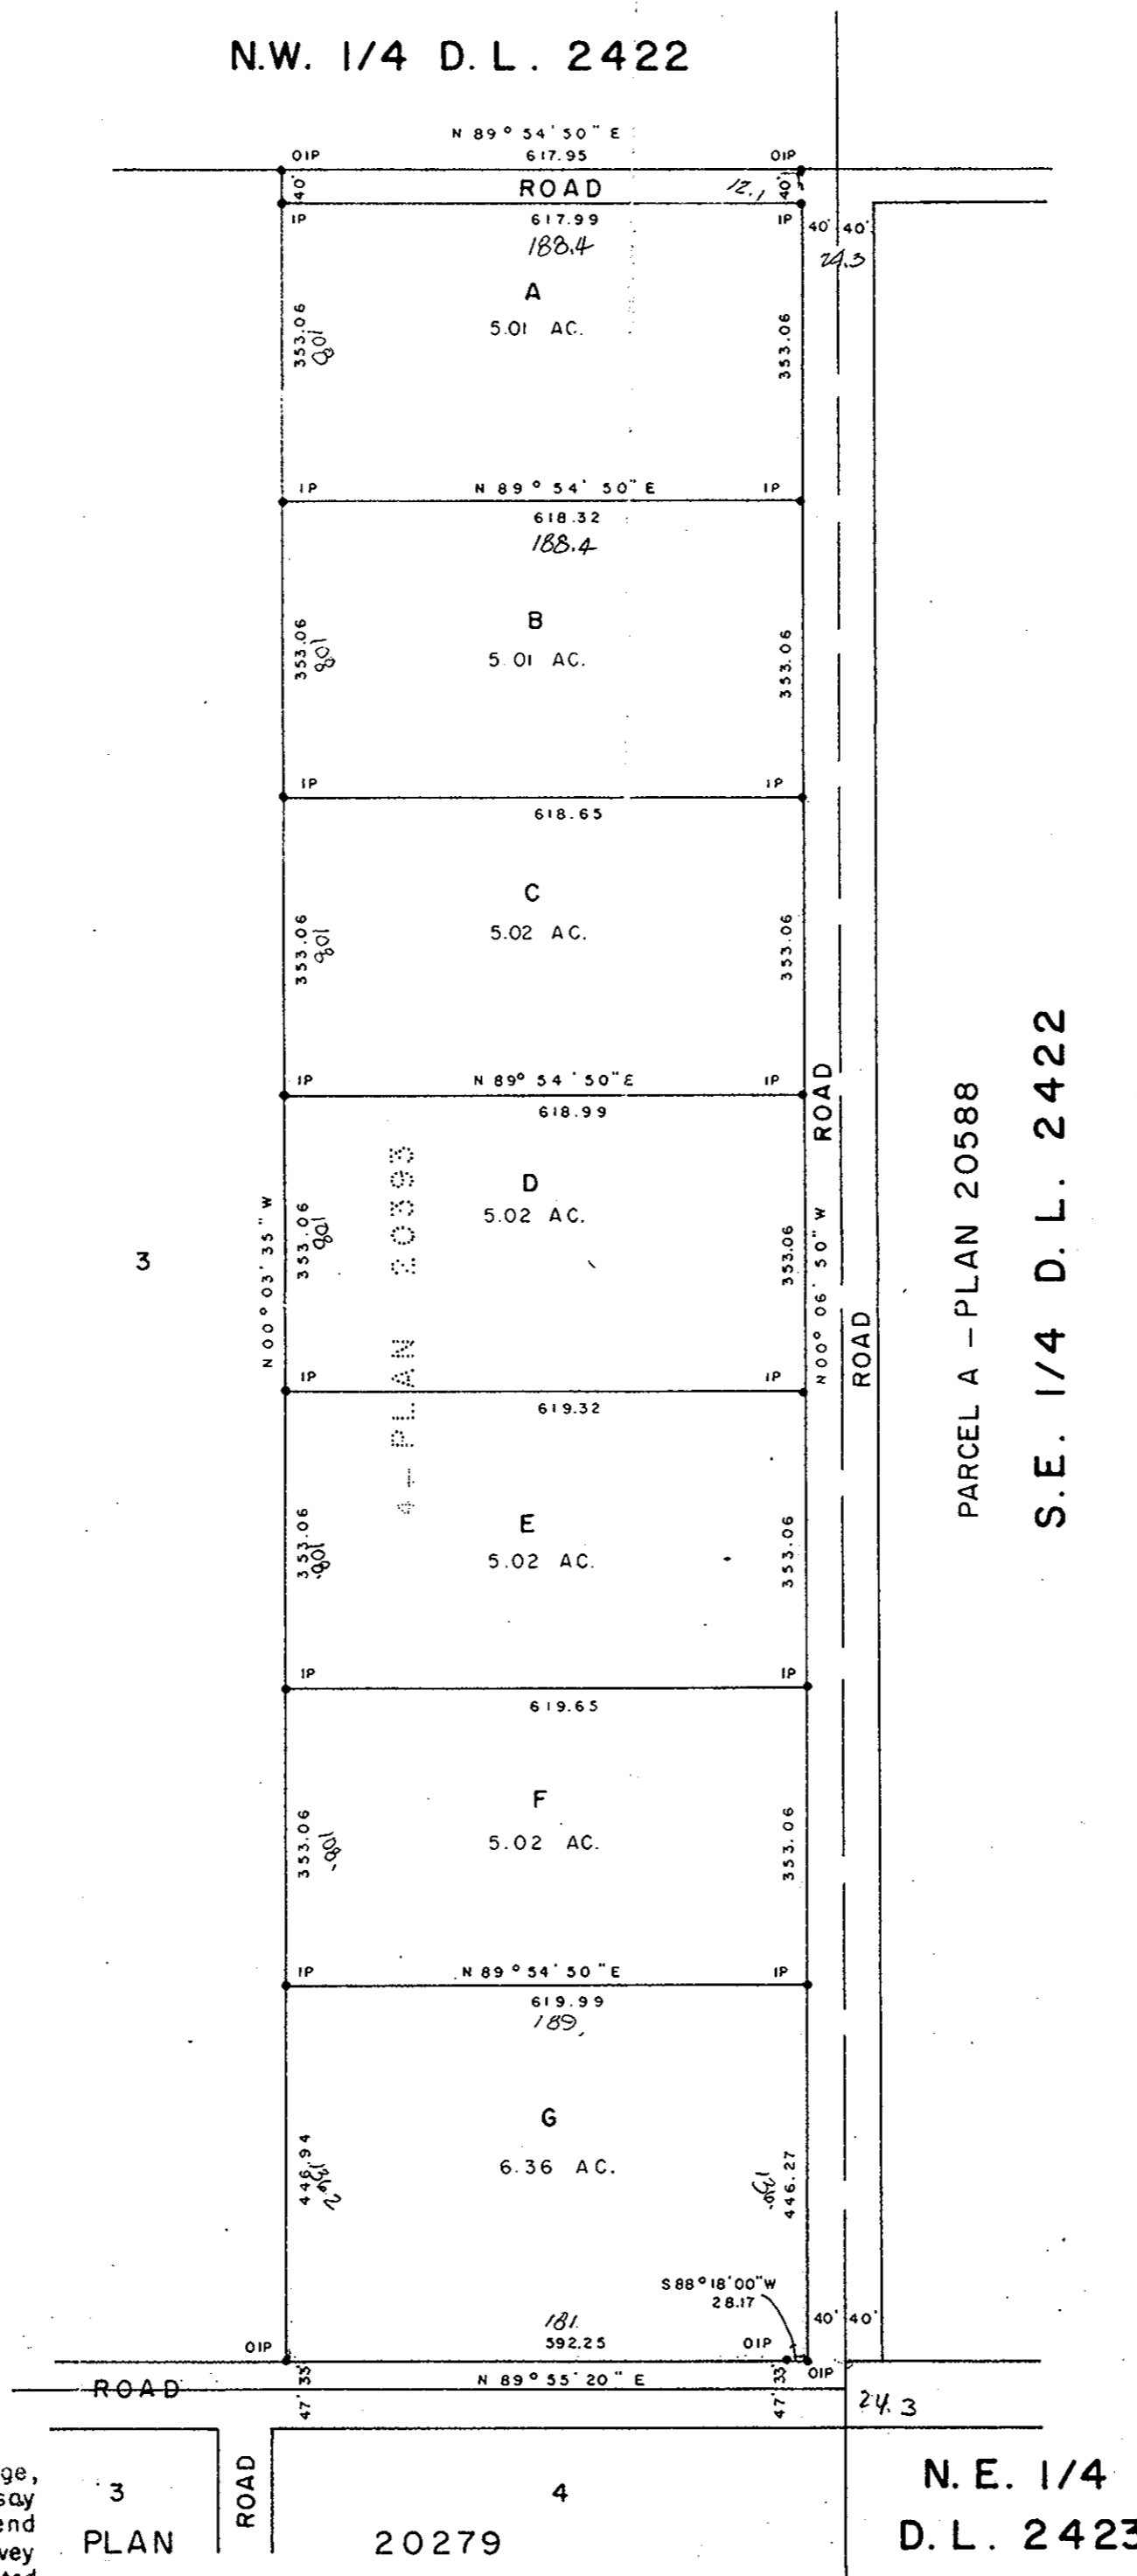 N.W. 1/4 D.L. 2422
N 89° 54' 50" E
OIP 617.95 OIP
40' ROAD 12.1 40'
IP 617.99 IP 40' 40'
188.4 24.3
A
353.06 108 5.01 AC. 353.06
IP N 89° 54' 50" E IP
618.32
188.4
B
353.06 108 5.01 AC. 353.06
IP IP
618.65
C
353.06 108 5.02 AC. 353.06
IP N 89° 54' 50" E IP
618.99
ROAD
D
5.02 AC.
3 N 00° 03' 35" W 353.06 108 353.06 N 00° 06' 50" W
4 - PLAN 20393
ROAD
PARCEL A - PLAN 20588
S.E. 1/4 D.L. 2422
IP IP
619.32
E
353.06 108. 5.02 AC. 353.06
IP IP
619.65
F
353.06 108. 5.02 AC. 353.06
IP N 89° 54' 50" E IP
619.99
189.
G
446.94 6.36 AC. 446.27
S 88° 18' 00" W
28.17
181. 40' 40'
OIP 592.25 OIP
33' N 89° 55' 20" E 33' OIP
ROAD
47' 47' 24.3
ge,
say
end
vey
3 ROAD 4 N.E. 1/4
PLAN 20279 D.L. 2423